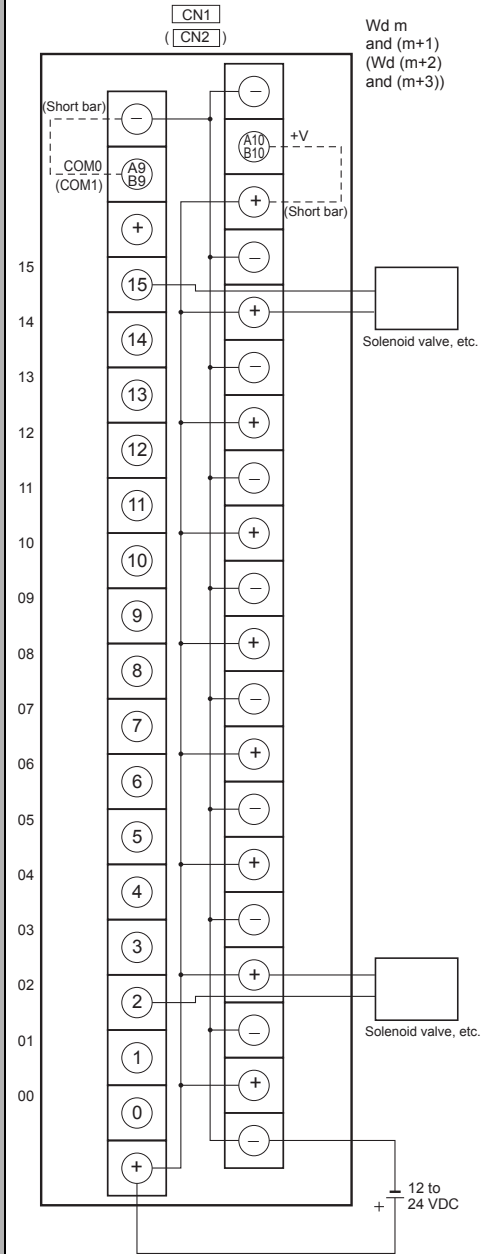 CN1
( CN2 )
Wd m
and (m+1)
(Wd (m+2)
and (m+3))
(Short bar)
−
−
COM0
(COM1)
A9
B9
A10
B10
+V
+
+
(Short bar)
−
15
15
+
Solenoid valve, etc.
14
14
−
13
13
+
12
12
−
11
11
+
10
10
−
09
9
+
08
8
−
07
7
+
06
6
−
05
5
+
04
4
−
03
3
+
02
2
−
Solenoid valve, etc.
01
1
+
00
0
−
+
+
12 to
24 VDC